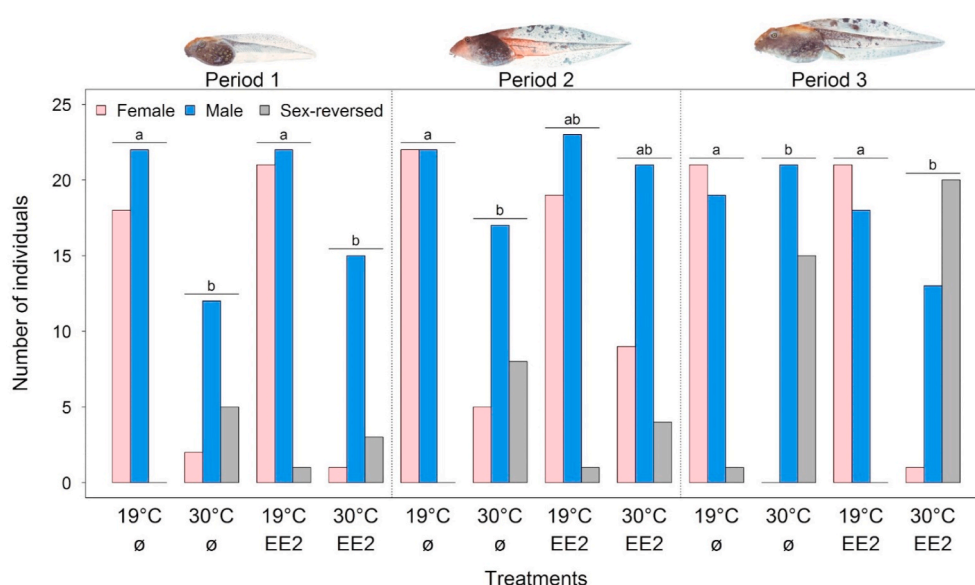 Period 1 Period 2 Period 3
Female Male Sex-reversed
25
20
15
10
5
0
Number of individuals
a b a b a b ab ab a b a b
19°C 30°C 19°C 30°C 19°C 30°C 19°C 30°C 19°C 30°C 19°C 30°C
ø ø EE2 EE2 ø ø EE2 EE2 ø ø EE2 EE2
Treatments